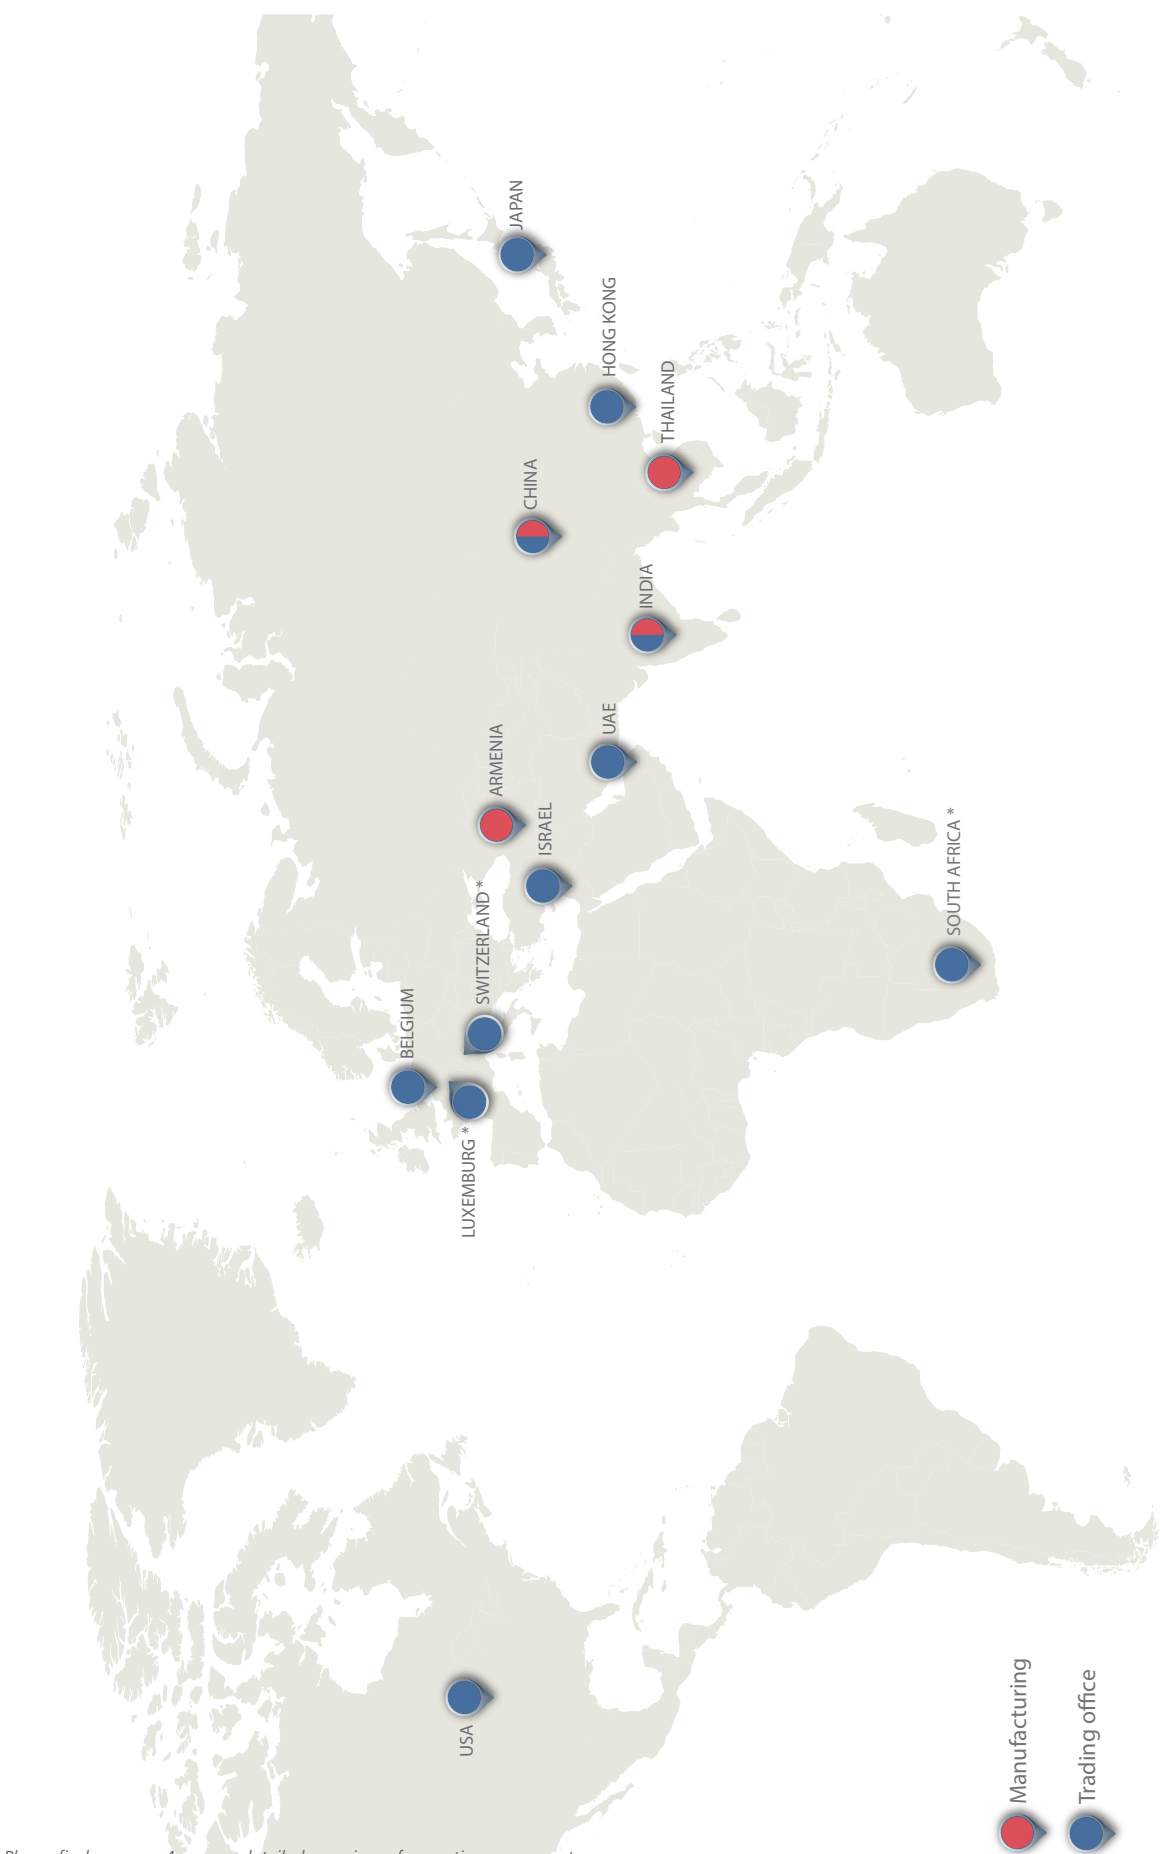 JAPAN
HONG KONG
THAILAND
CHINA
INDIA
UAE
ARMENIA
ISRAEL
SWITZERLAND *
SOUTH AFRICA *
BELGIUM
LUXEMBURG *
USA
Manufacturing
Trading office